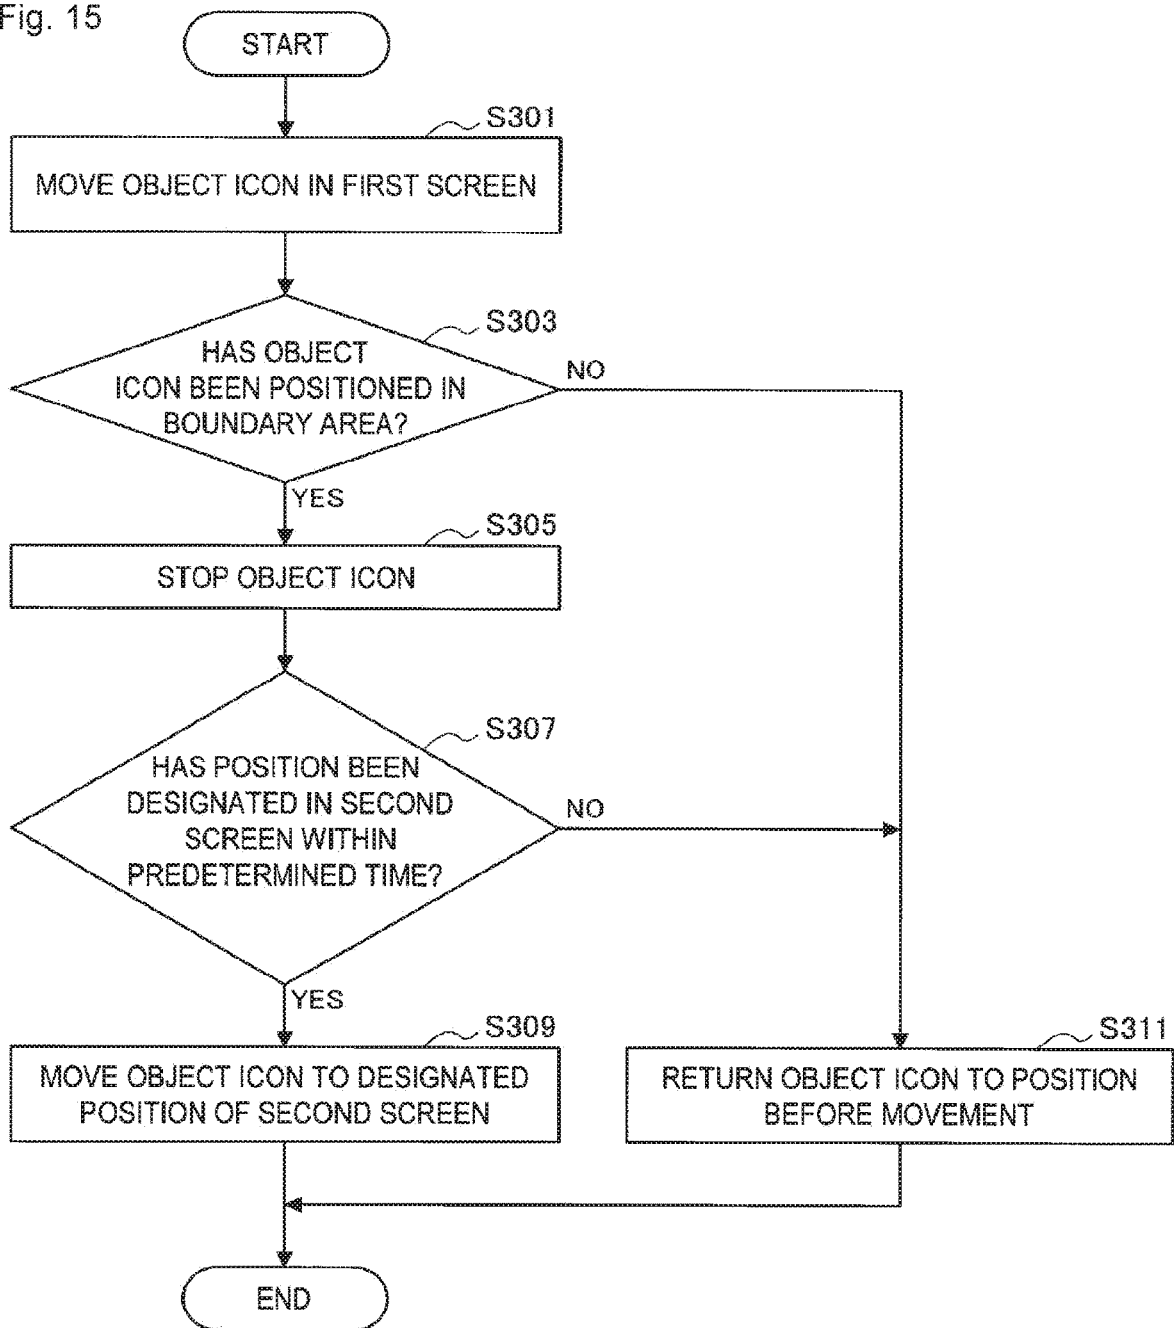 Fig. 15
START
S301
MOVE OBJECT ICON IN FIRST SCREEN
S303
HAS OBJECT
ICON BEEN POSITIONED IN
BOUNDARY AREA?
NO
YES
S305
STOP OBJECT ICON
S307
HAS POSITION BEEN
DESIGNATED IN SECOND
SCREEN WITHIN
PREDETERMINED TIME?
NO
YES
S309
MOVE OBJECT ICON TO DESIGNATED
POSITION OF SECOND SCREEN
S311
RETURN OBJECT ICON TO POSITION
BEFORE MOVEMENT
END